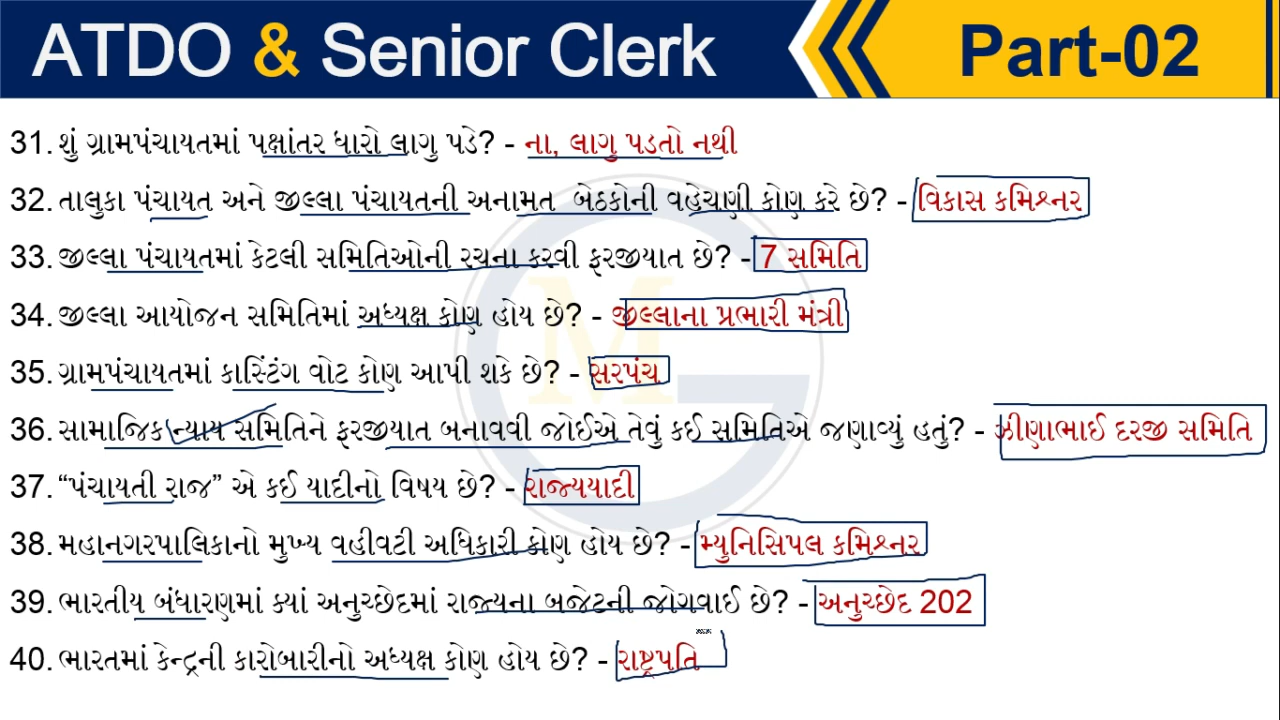 ATDO & Senior Clerk
Part-02
31. શું ગ્રામપંચાયતમાં પક્ષાંતર ધારો લાગુ પડે? - ના, લાગુ પડતો નથી
32. તાલુકા પંચાયત અને જીલ્લા પંચાયતની અનામત બેઠકોની વહેચણી કોણ કરે છે? - વિકાસ કમિશ્નર
33. જીલ્લા પંચાયતમાં કેટલી સમિતિઓની રચના કરવી ફરજીયાત છે? - 7 સમિતિ
34. જીલ્લા આયોજન સમિતિમાં અધ્યક્ષ કોણ હોય છે? - જીલ્લાના પ્રભારી મંત્રી
35. ગ્રામપંચાયતમાં કાસ્ટિંગ વોટ કોણ આપી શકે છે? - સરપંચ
36. સામાજિક ન્યાય સમિતિને ફરજીયાત બનાવવી જોઈએ તેવું કઈ સમિતિએ જણાવ્યું હતું? - ઝીણાભાઈ દરજી સમિતિ
37. “પંચાયતી રાજ” એ કઈ યાદીનો વિષય છે? - રાજ્યયાદી
38. મહાનગરપાલિકાનો મુખ્ય વહીવટી અધિકારી કોણ હોય છે? - મ્યુનિસિપલ કમિશ્નર
39. ભારતીય બંધારણમાં ક્યાં અનુચ્છેદમાં રાજ્યના બજેટની જોગવાઈ છે? - અનુચ્છેદ 202
40. ભારતમાં કેન્દ્રની કારોબારીનો અધ્યક્ષ કોણ હોય છે? - રાષ્ટ્રપતિ